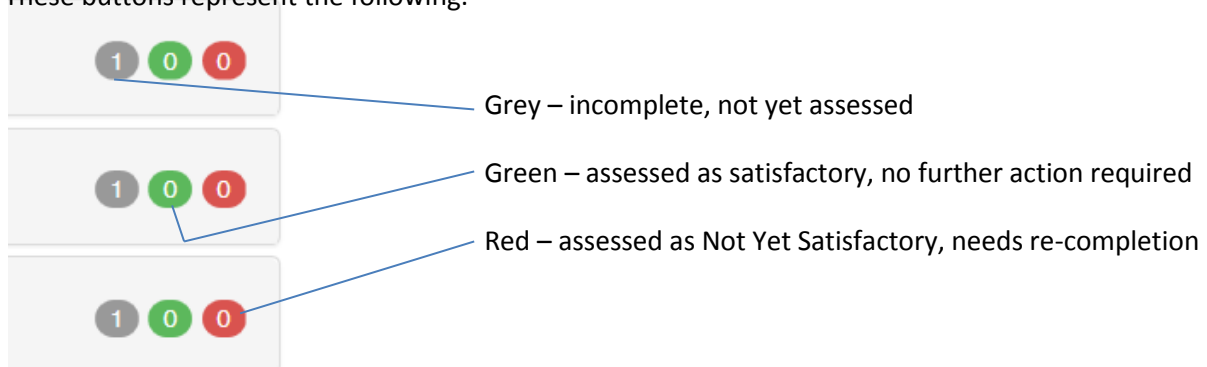 These buttons represent the following:
1 0 0
Grey – incomplete, not yet assessed
Green – assessed as satisfactory, no further action required
1 0 0
Red – assessed as Not Yet Satisfactory, needs re-completion
1 0 0